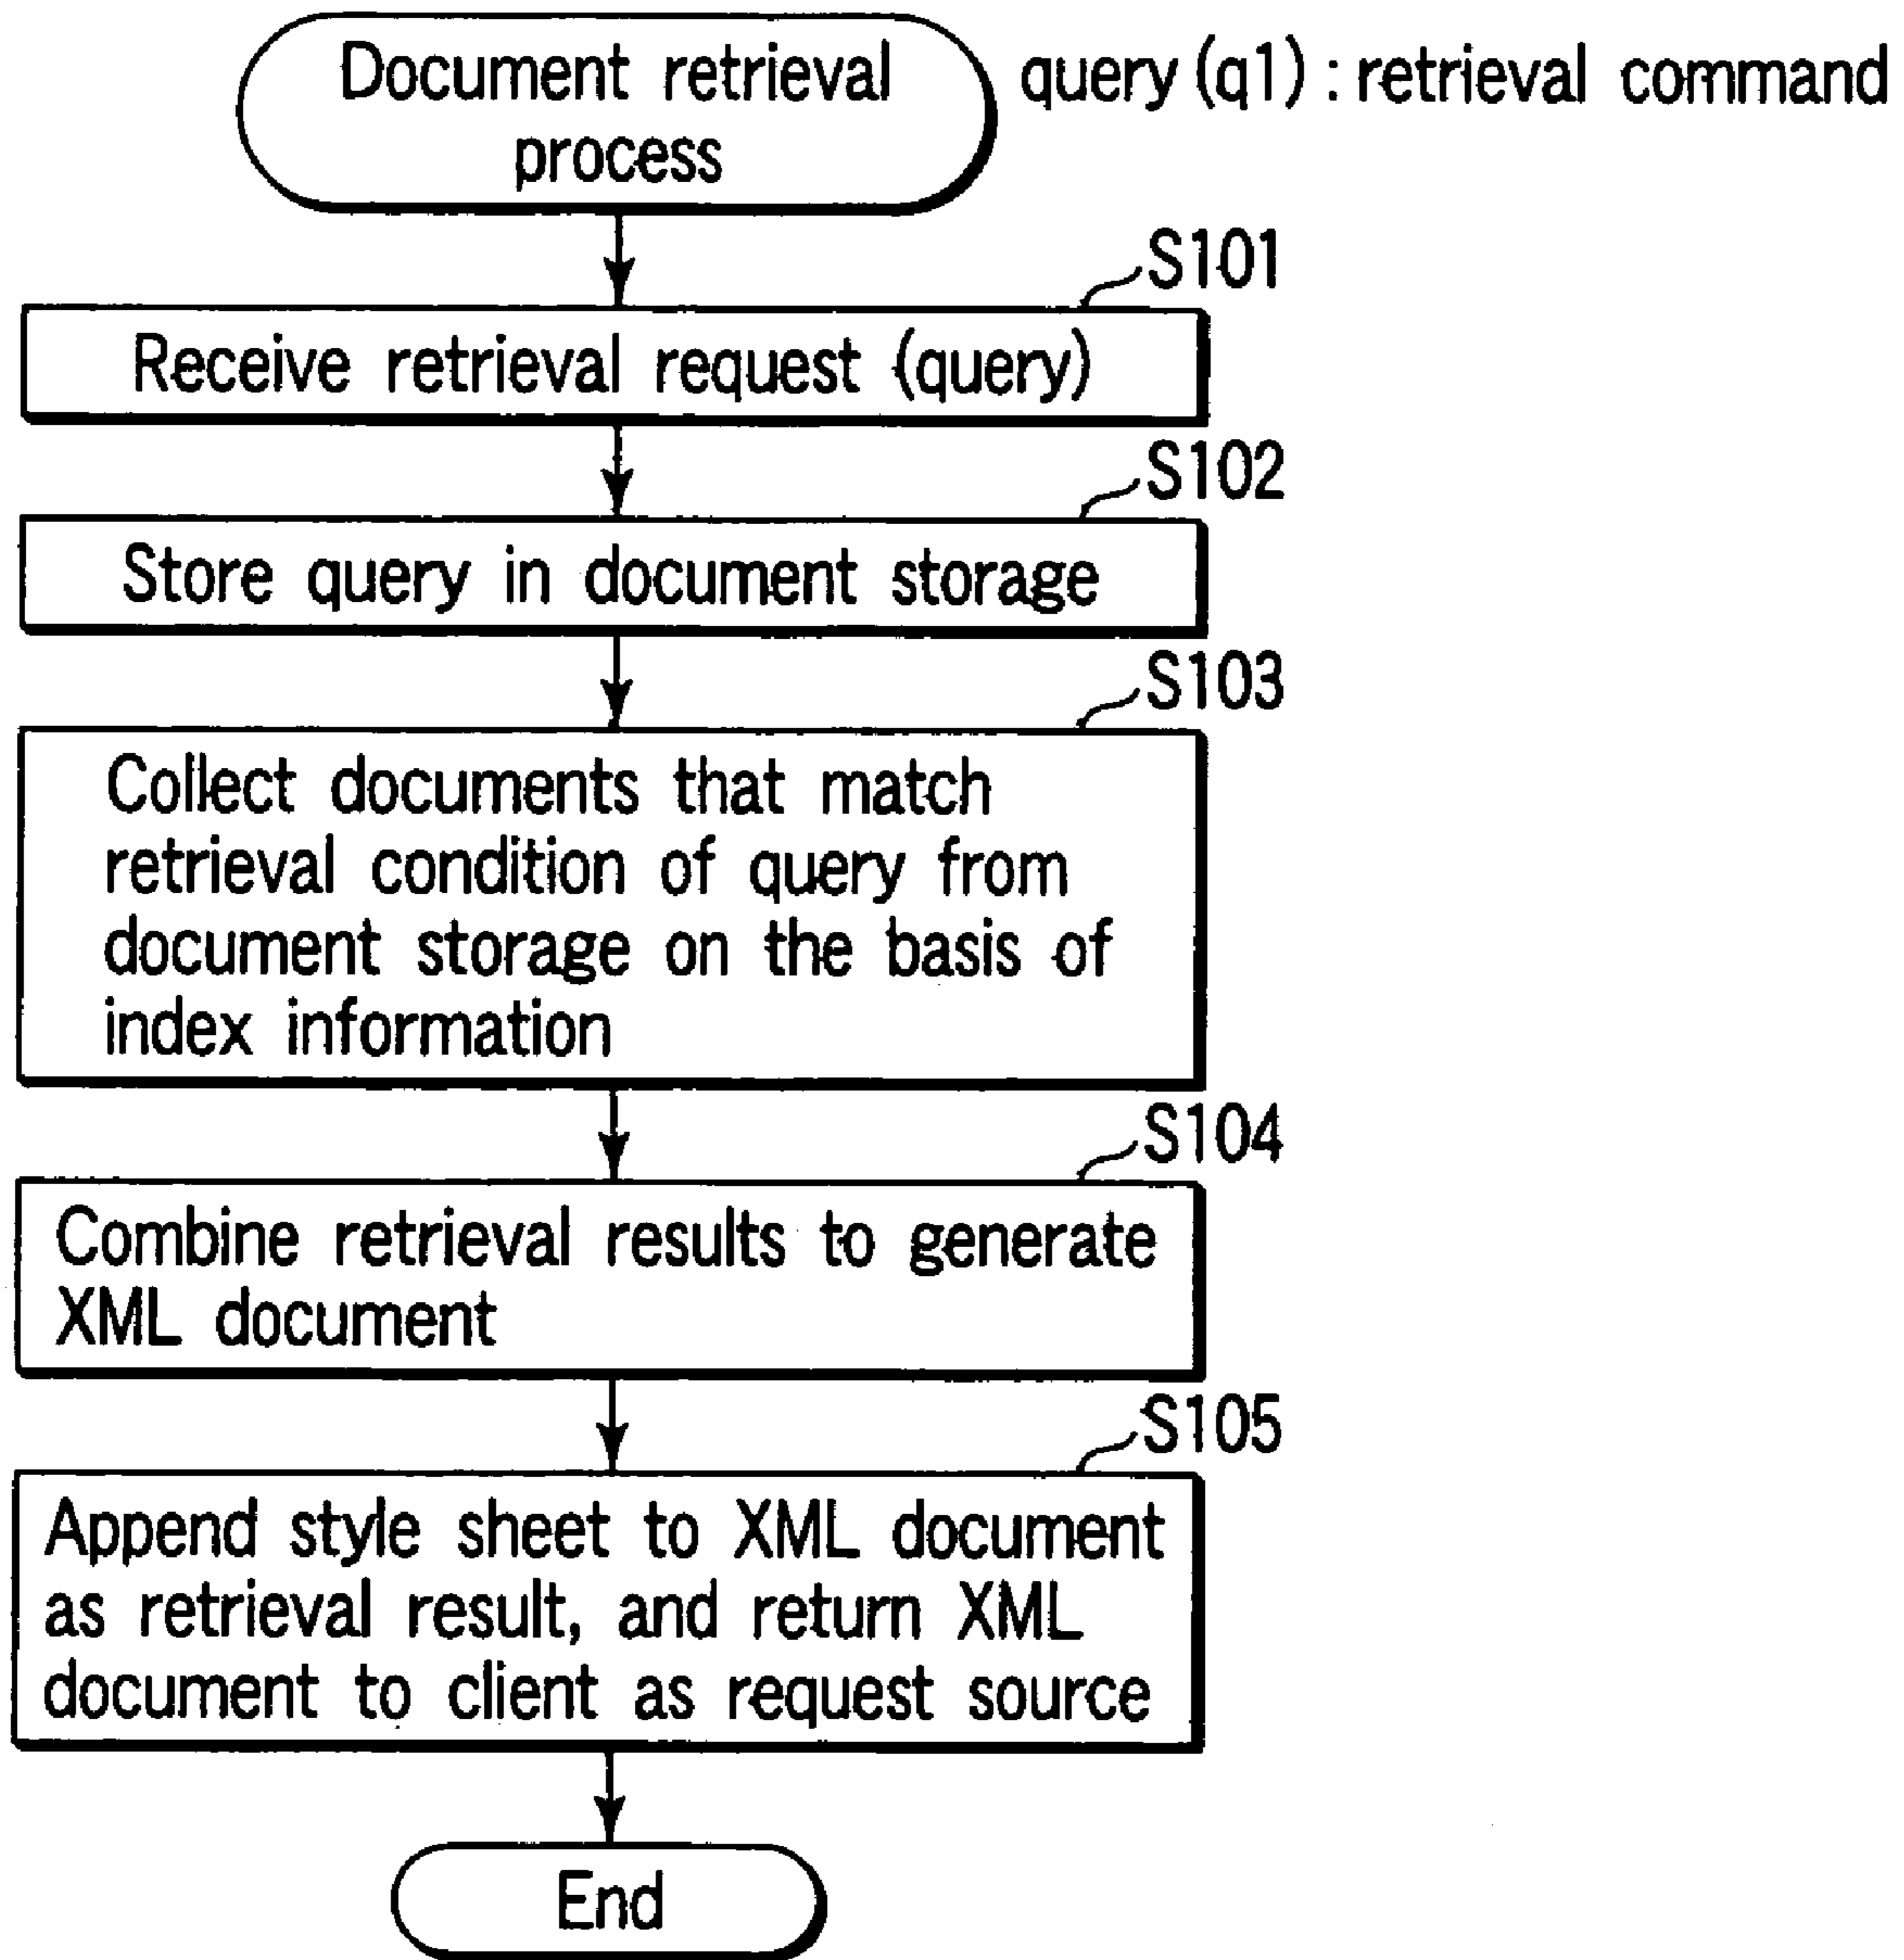 Document retrieval
process
query (q1) : retrieval command
S101
Receive retrieval request (query)
S102
Store query in document storage
S103
Collect documents that match
retrieval condition of query from
document storage on the basis of
index information
S104
Combine retrieval results to generate
XML document
S105
Append style sheet to XML document
as retrieval result, and return XML
document to client as request source
End